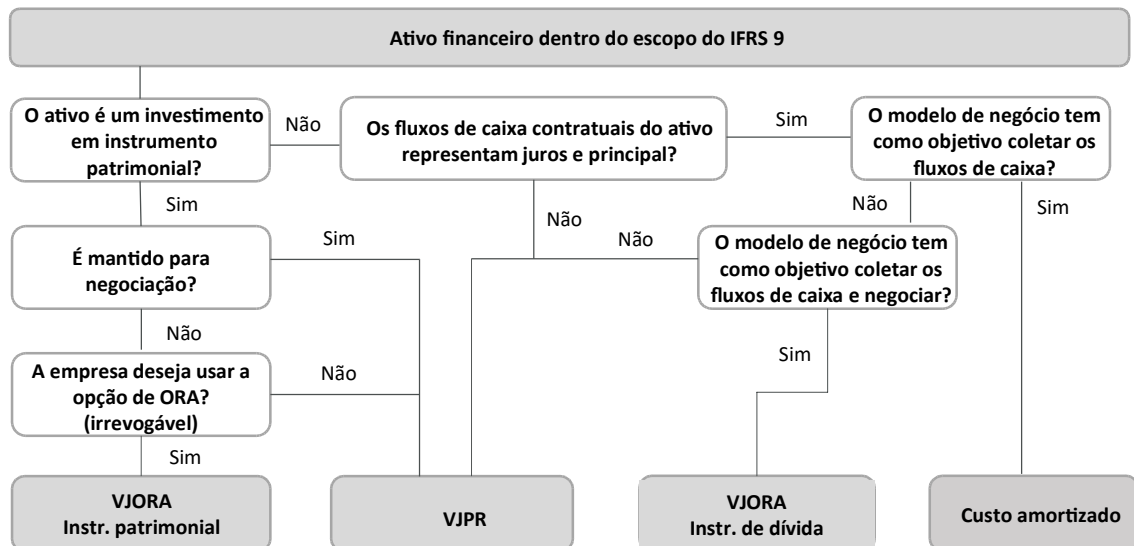 Ativo financeiro dentro do escopo do IFRS 9
O ativo é um investimento
em instrumento
patrimonial?
Não
Os fluxos de caixa contratuais do ativo
representam juros e principal?
Sim
O modelo de negócio tem
como objetivo coletar os
fluxos de caixa?
Sim
Não
Não
Sim
É mantido para
negociação?
Sim
Não
O modelo de negócio tem
como objetivo coletar os
fluxos de caixa e negociar?
Não
Sim
A empresa deseja usar a
opção de ORA?
(irrevogável)
Não
Sim
VJORA
Instr. patrimonial
VJPR
VJORA
Instr. de dívida
Custo amortizado